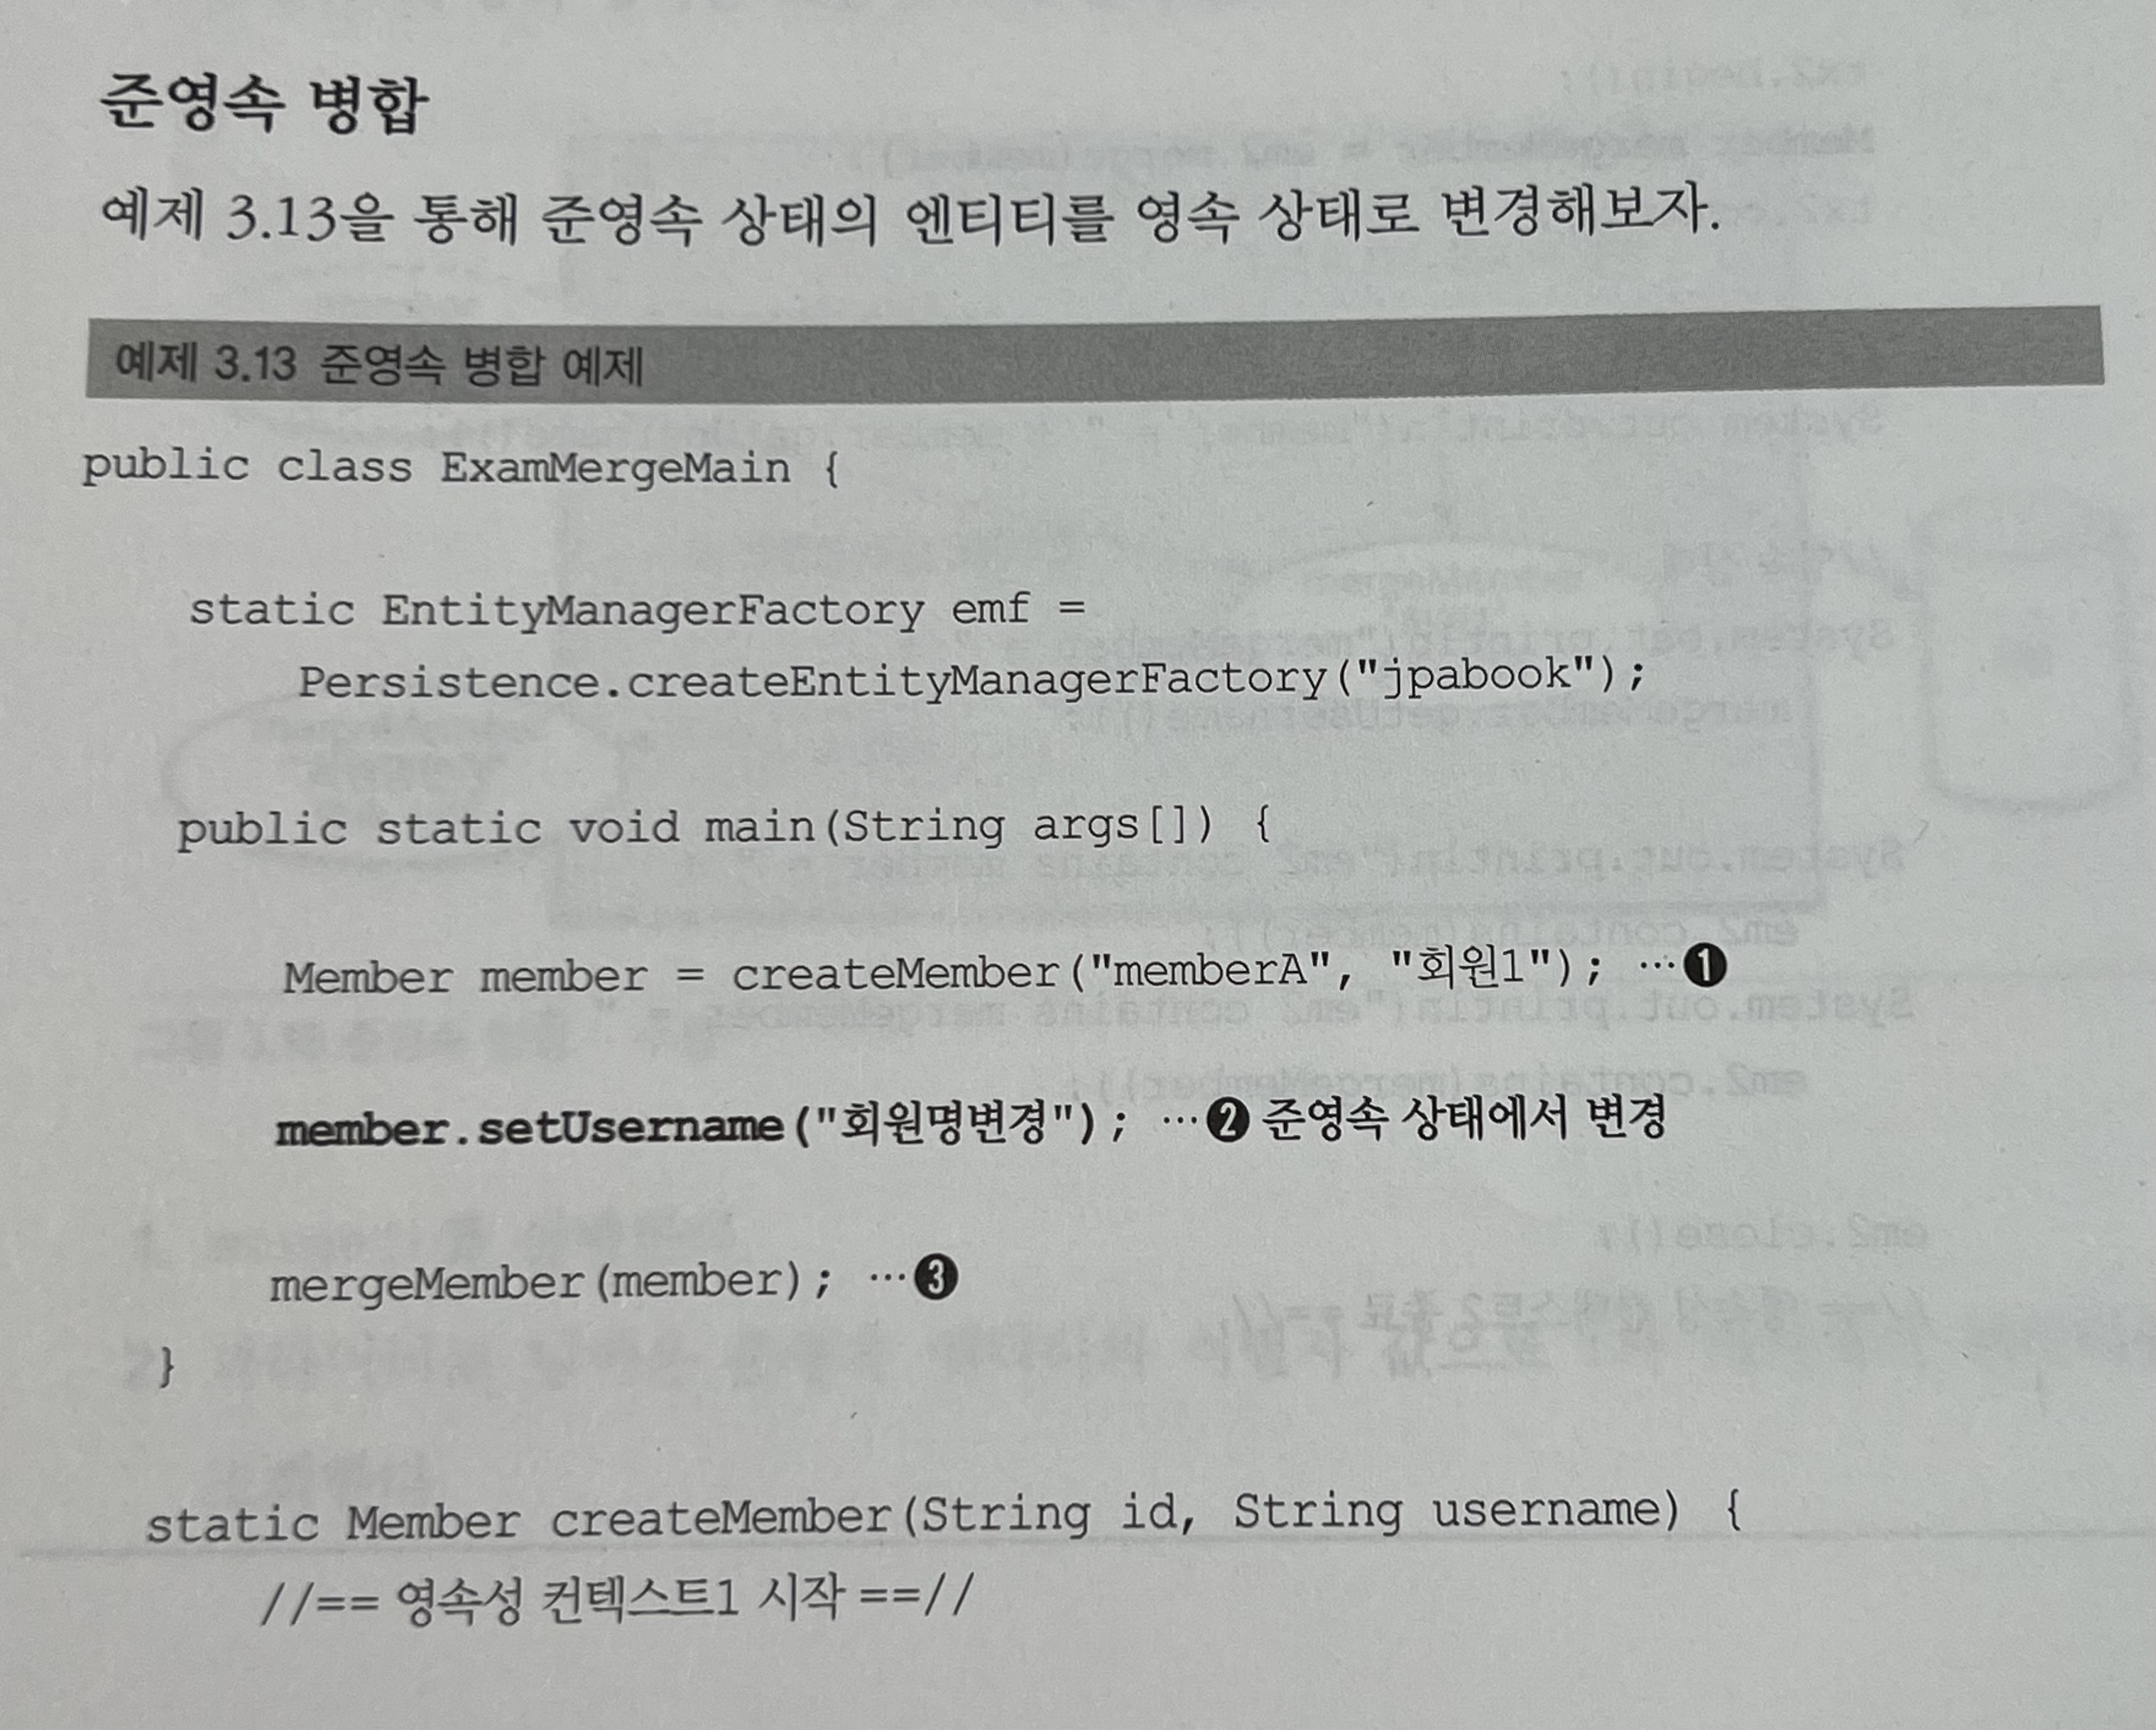 준영속 병합
예제 3.13을 통해 준영속 상태의 엔티티를 영속 상태로 변경해보자.
예제 3.13 준영속 병합 예제
public class ExamMergeMain {
static EntityManagerFactory emf =
Persistence.createEntityManagerFactory("jpabook");
public static void main(String args[]) {
Member member = createMember("memberA", "회원1"); …❶
member.setUsername("회원명변경"); …❷ 준영속 상태에서 변경
mergeMember(member); …❸
}
static Member createMember(String id, String username) {
//== 영속성 컨텍스트1 시작 ==//